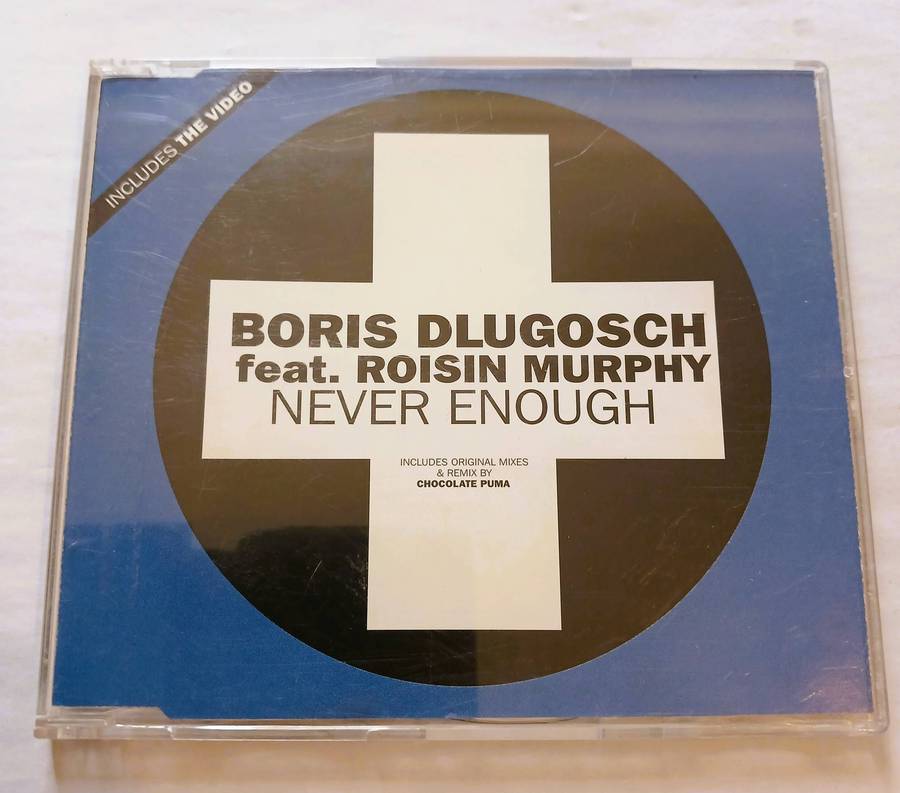 INCLUDES THE VIDEO
BORIS DLUGOSCH
feat. ROISIN MURPHY
NEVER ENOUGH
INCLUDES ORIGINAL MIXES
& REMIX BY
CHOCOLATE PUMA